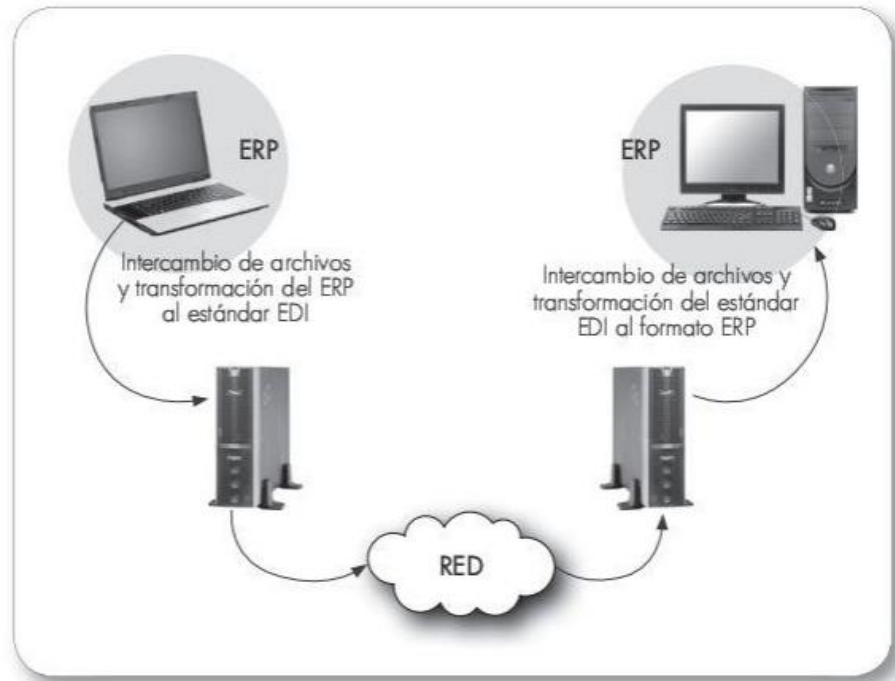 ERP
Intercambio de archivos
y transformación del ERP
al estándar EDI
ERP
Intercambio de archivos y
transformación del estándar
EDI al formato ERP
RED